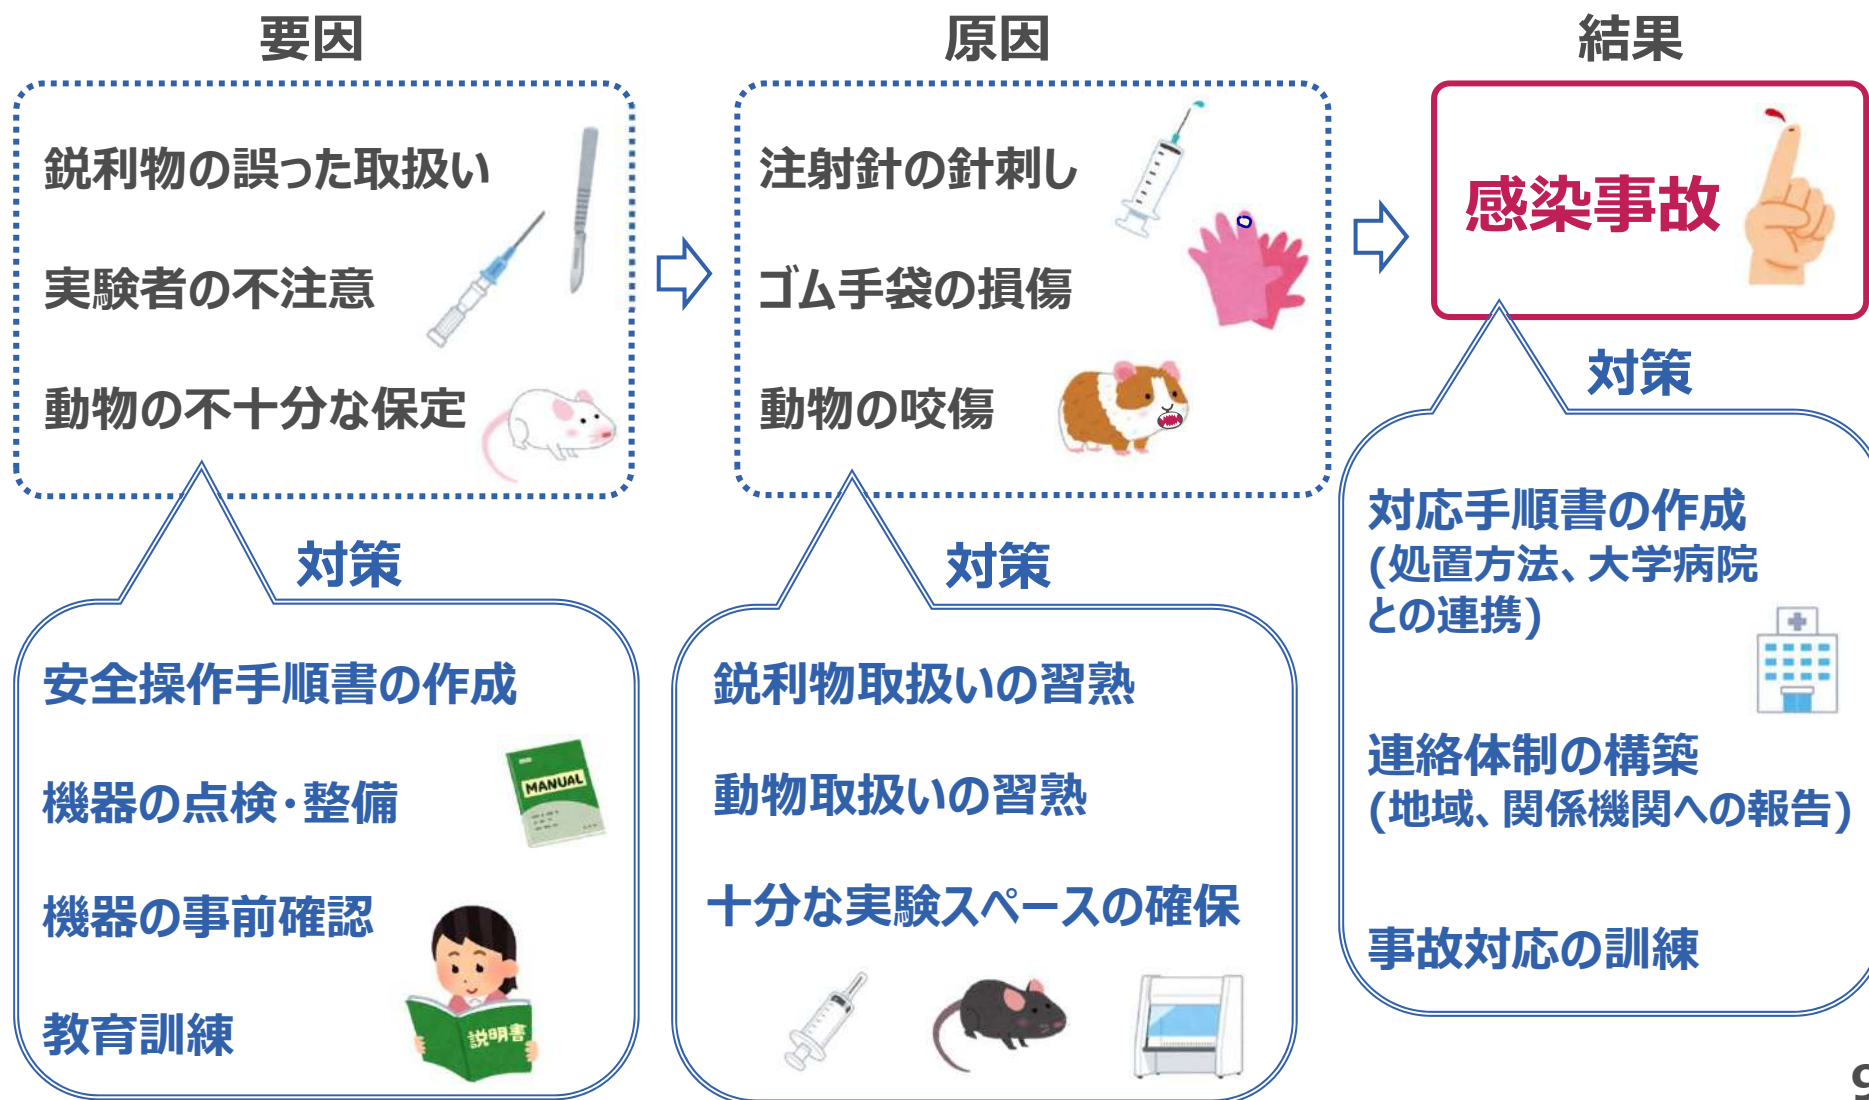 要因
鋭利物の誤った取扱い
実験者の不注意
動物の不十分な保定
対策
安全操作手順書の作成
機器の点検・整備
MANUAL
機器の事前確認
教育訓練
説明書
原因
注射針の針刺し
ゴム手袋の損傷
動物の咬傷
対策
鋭利物取扱いの習熟
動物取扱いの習熟
十分な実験スペースの確保
結果
感染事故
対策
対応手順書の作成
(処置方法、大学病院
との連携)
連絡体制の構築
(地域、関係機関への報告)
事故対応の訓練
9